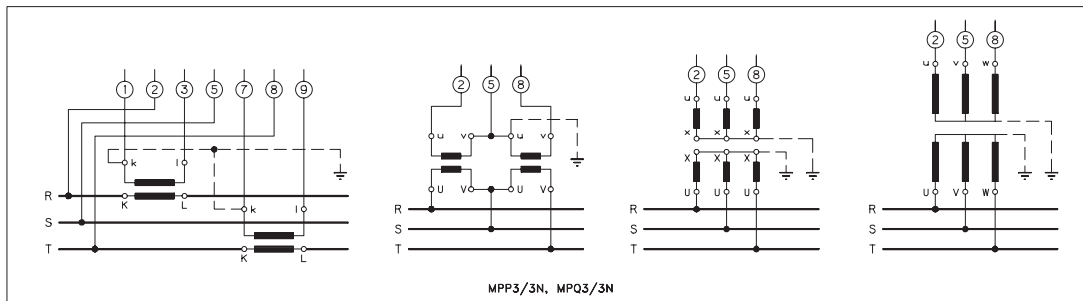 2 5 8
u v w
1 2 3 5 7 8 9
2 5 8
2 5 8
u u u
u v u v
x x x
k l
X X X
R K L
k l
U V U V
U U U
U V W
R
R
R
S
S
S
S
T
T
T
T
K L
MPP3/3N, MPQ3/3N